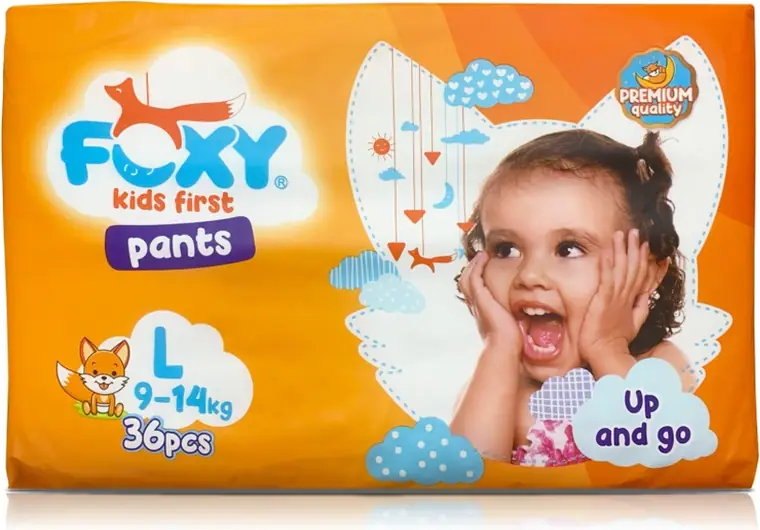 FOXY®
kids first
pants
PREMIUM
quality
L
9-14kg
36pcs
Up
and go